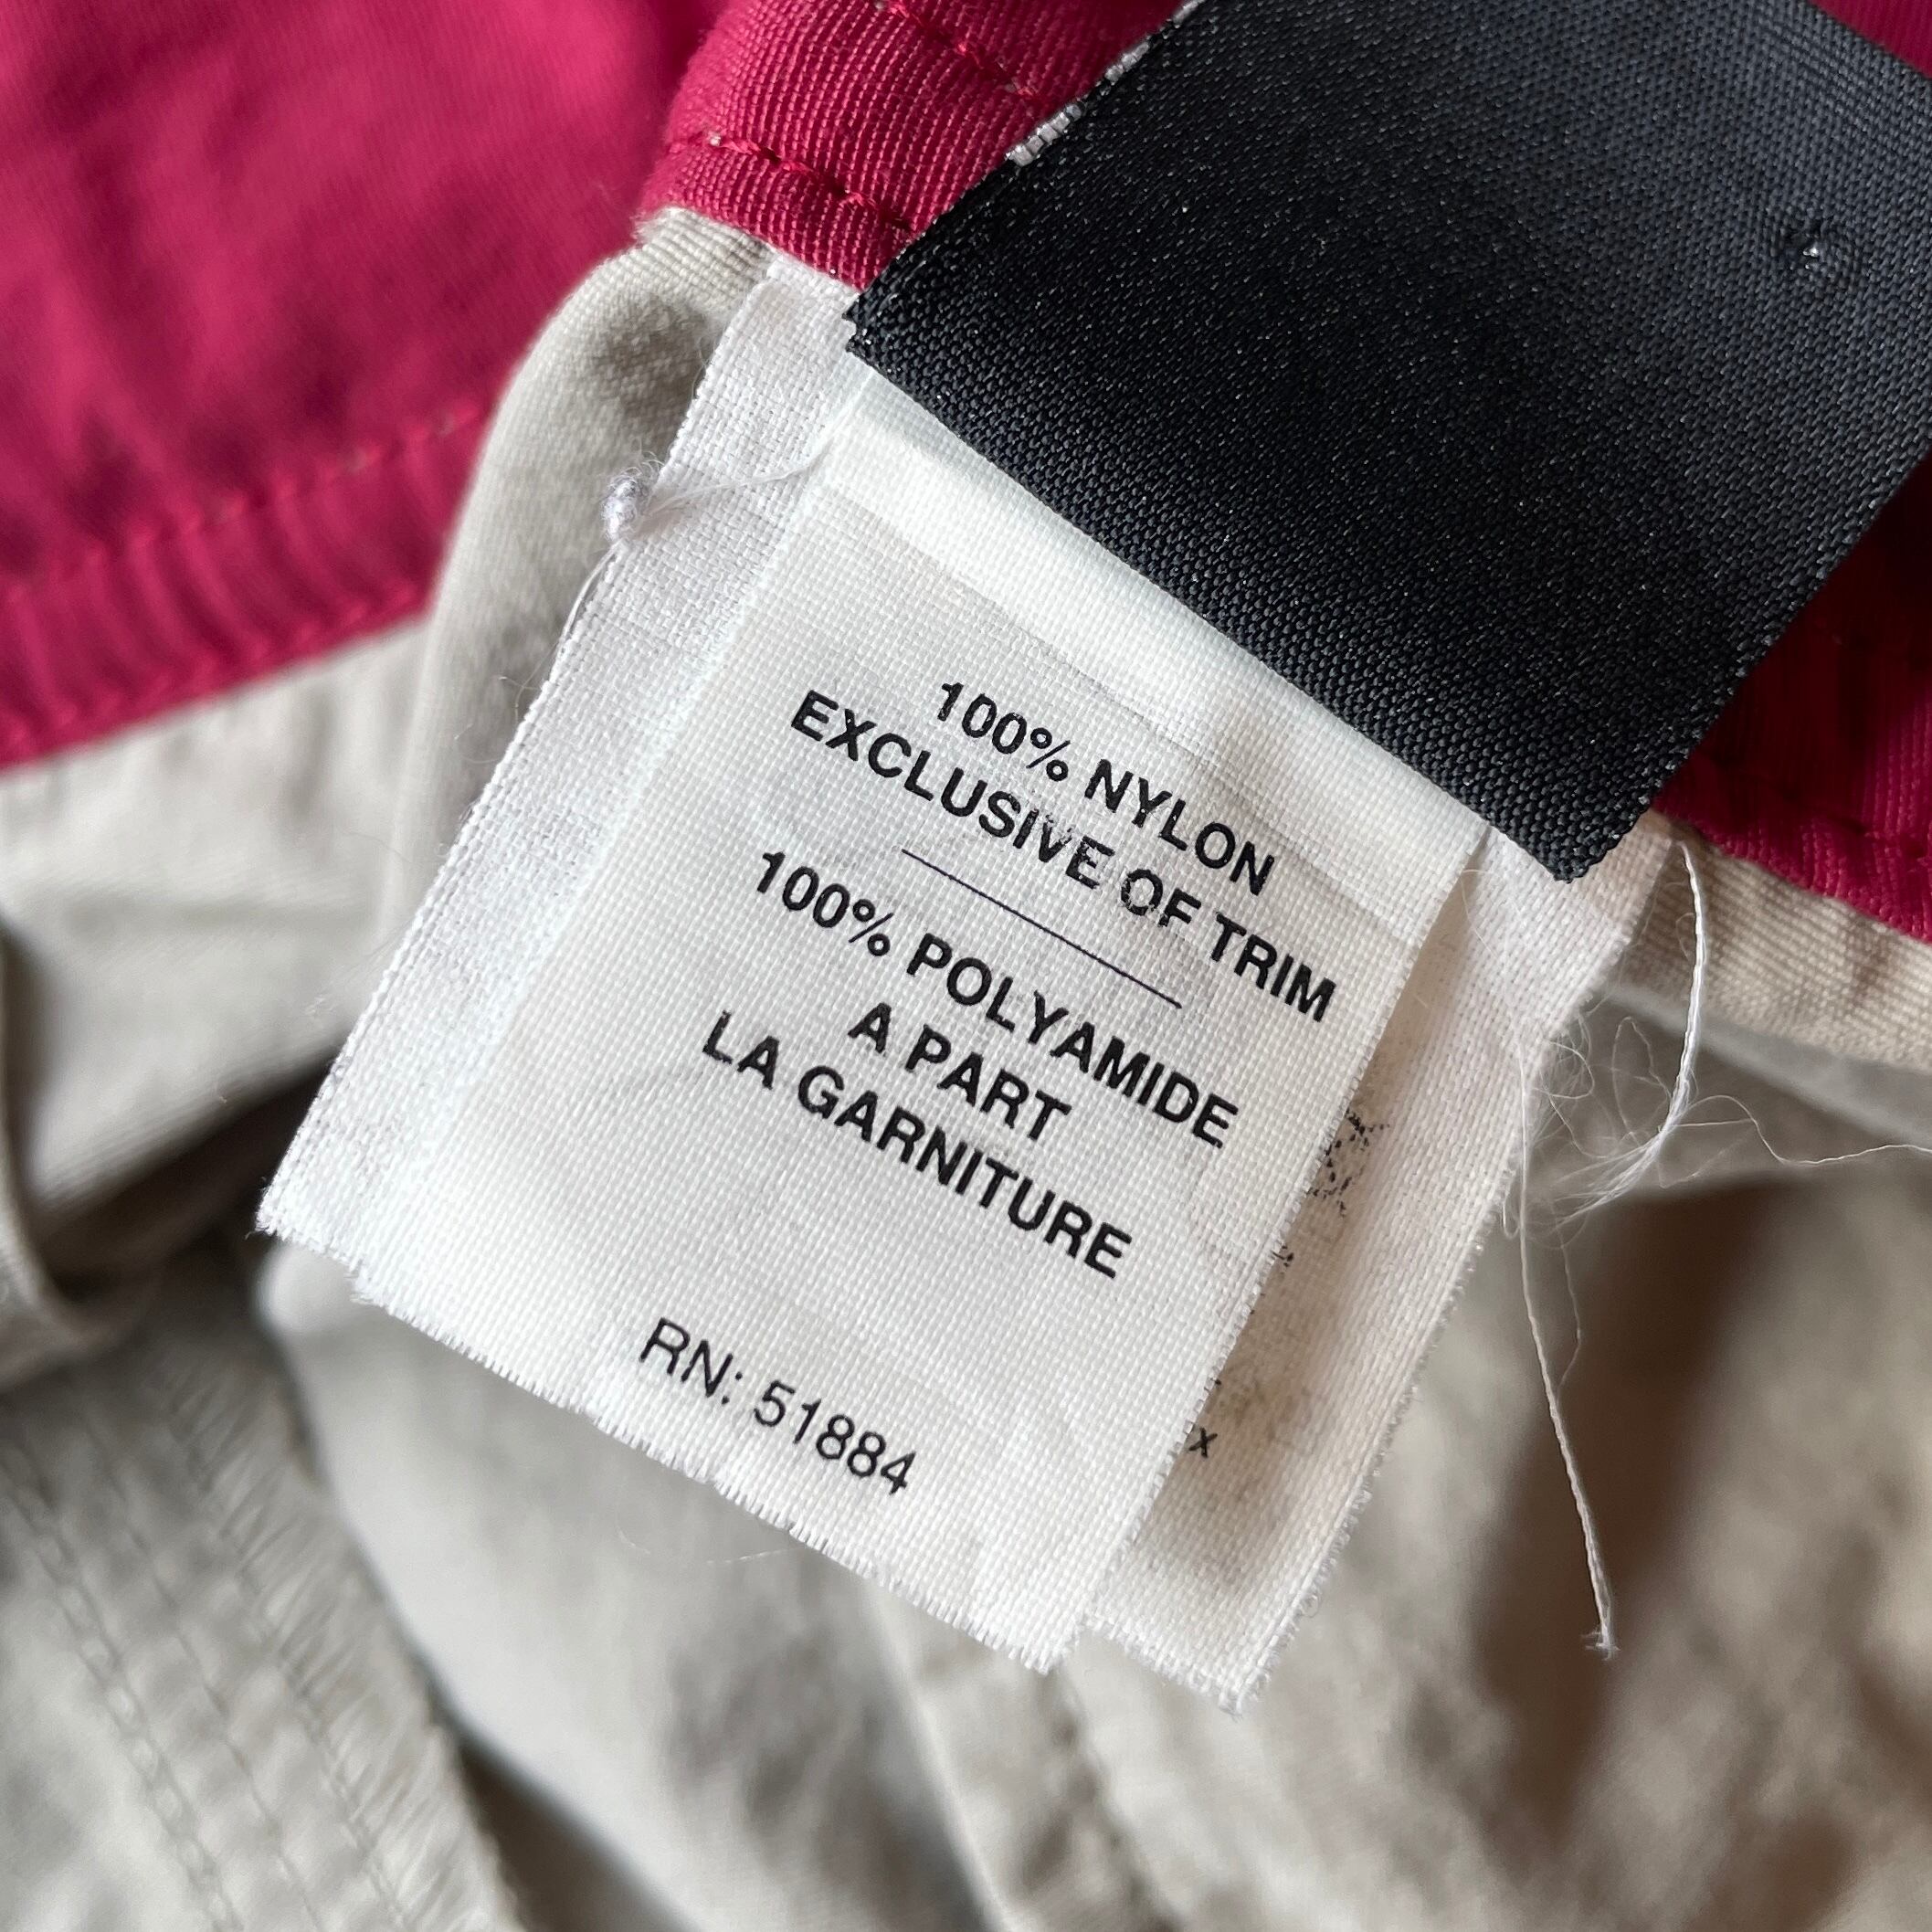 100% NYLON
EXCLUSIVE OF TRIM
100% POLYAMIDE
A PART
LA GARNITURE
RN: 51884
x